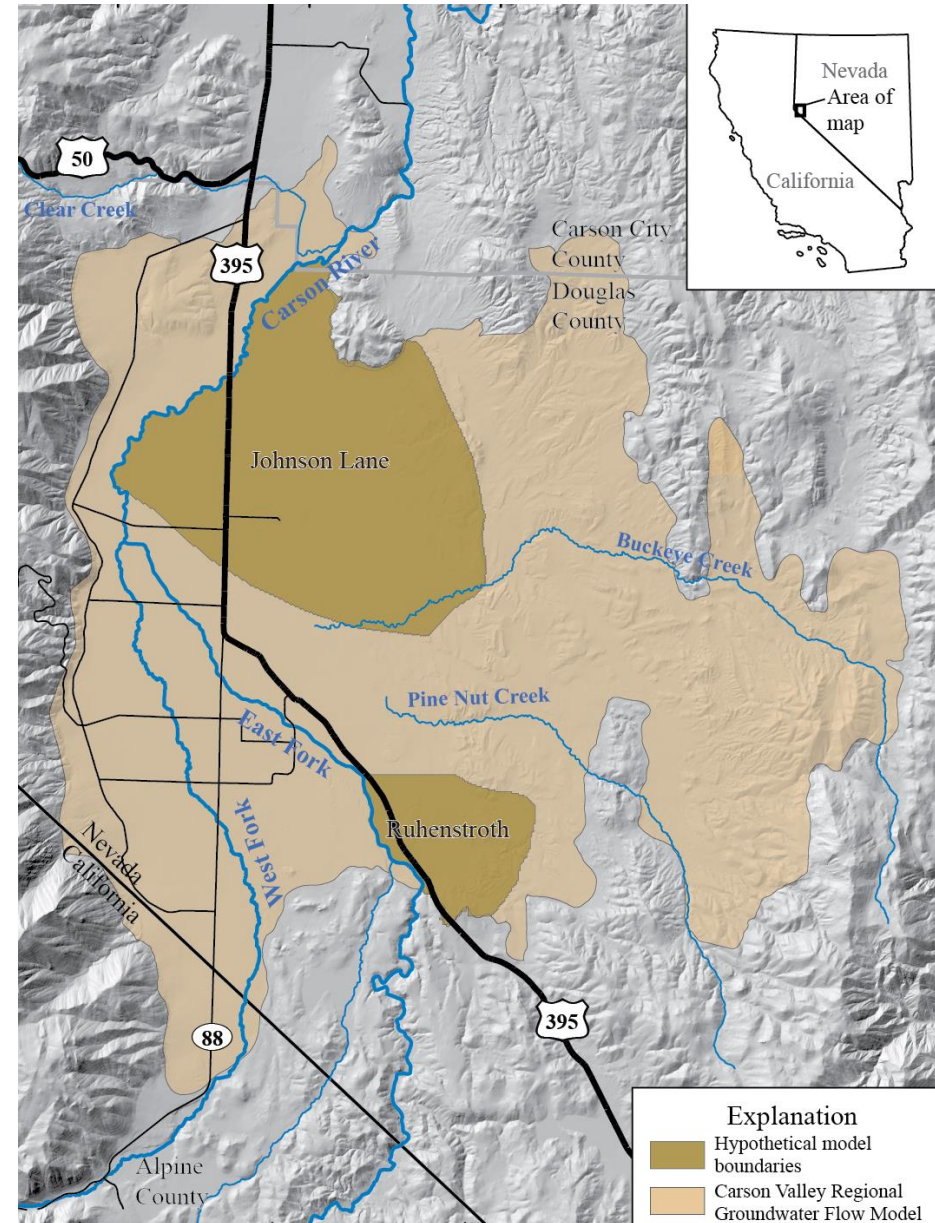 Nevada
Area of
map
California
50
Clear Creek
395
Carson River
Carson City
County
Douglas
County
Johnson Lane
Buckeye Creek
Pine Nut Creek
East Fork
Ruhenstroth
West Fork
Nevada
California
88
395
Alpine
County
Explanation
Hypothetical model
boundaries
Carson Valley Regional
Groundwater Flow Model